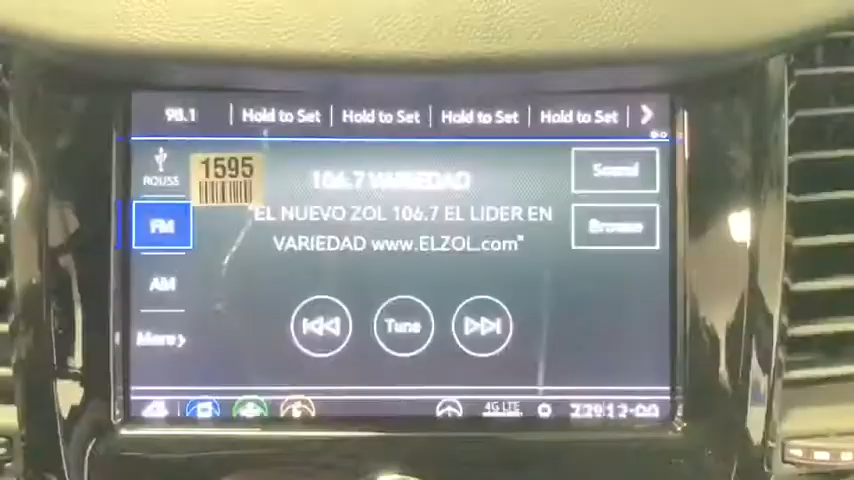 98.1 Hold to Set Hold to Set Hold to Set Hold to Set
1595
106.7 VARIEDAD
Sound
FM
"EL NUEVO ZOL 106.7 EL LIDER EN
VARIEDAD www.ELZOL.com"
Browse
AM
Tune
More
4G LTE